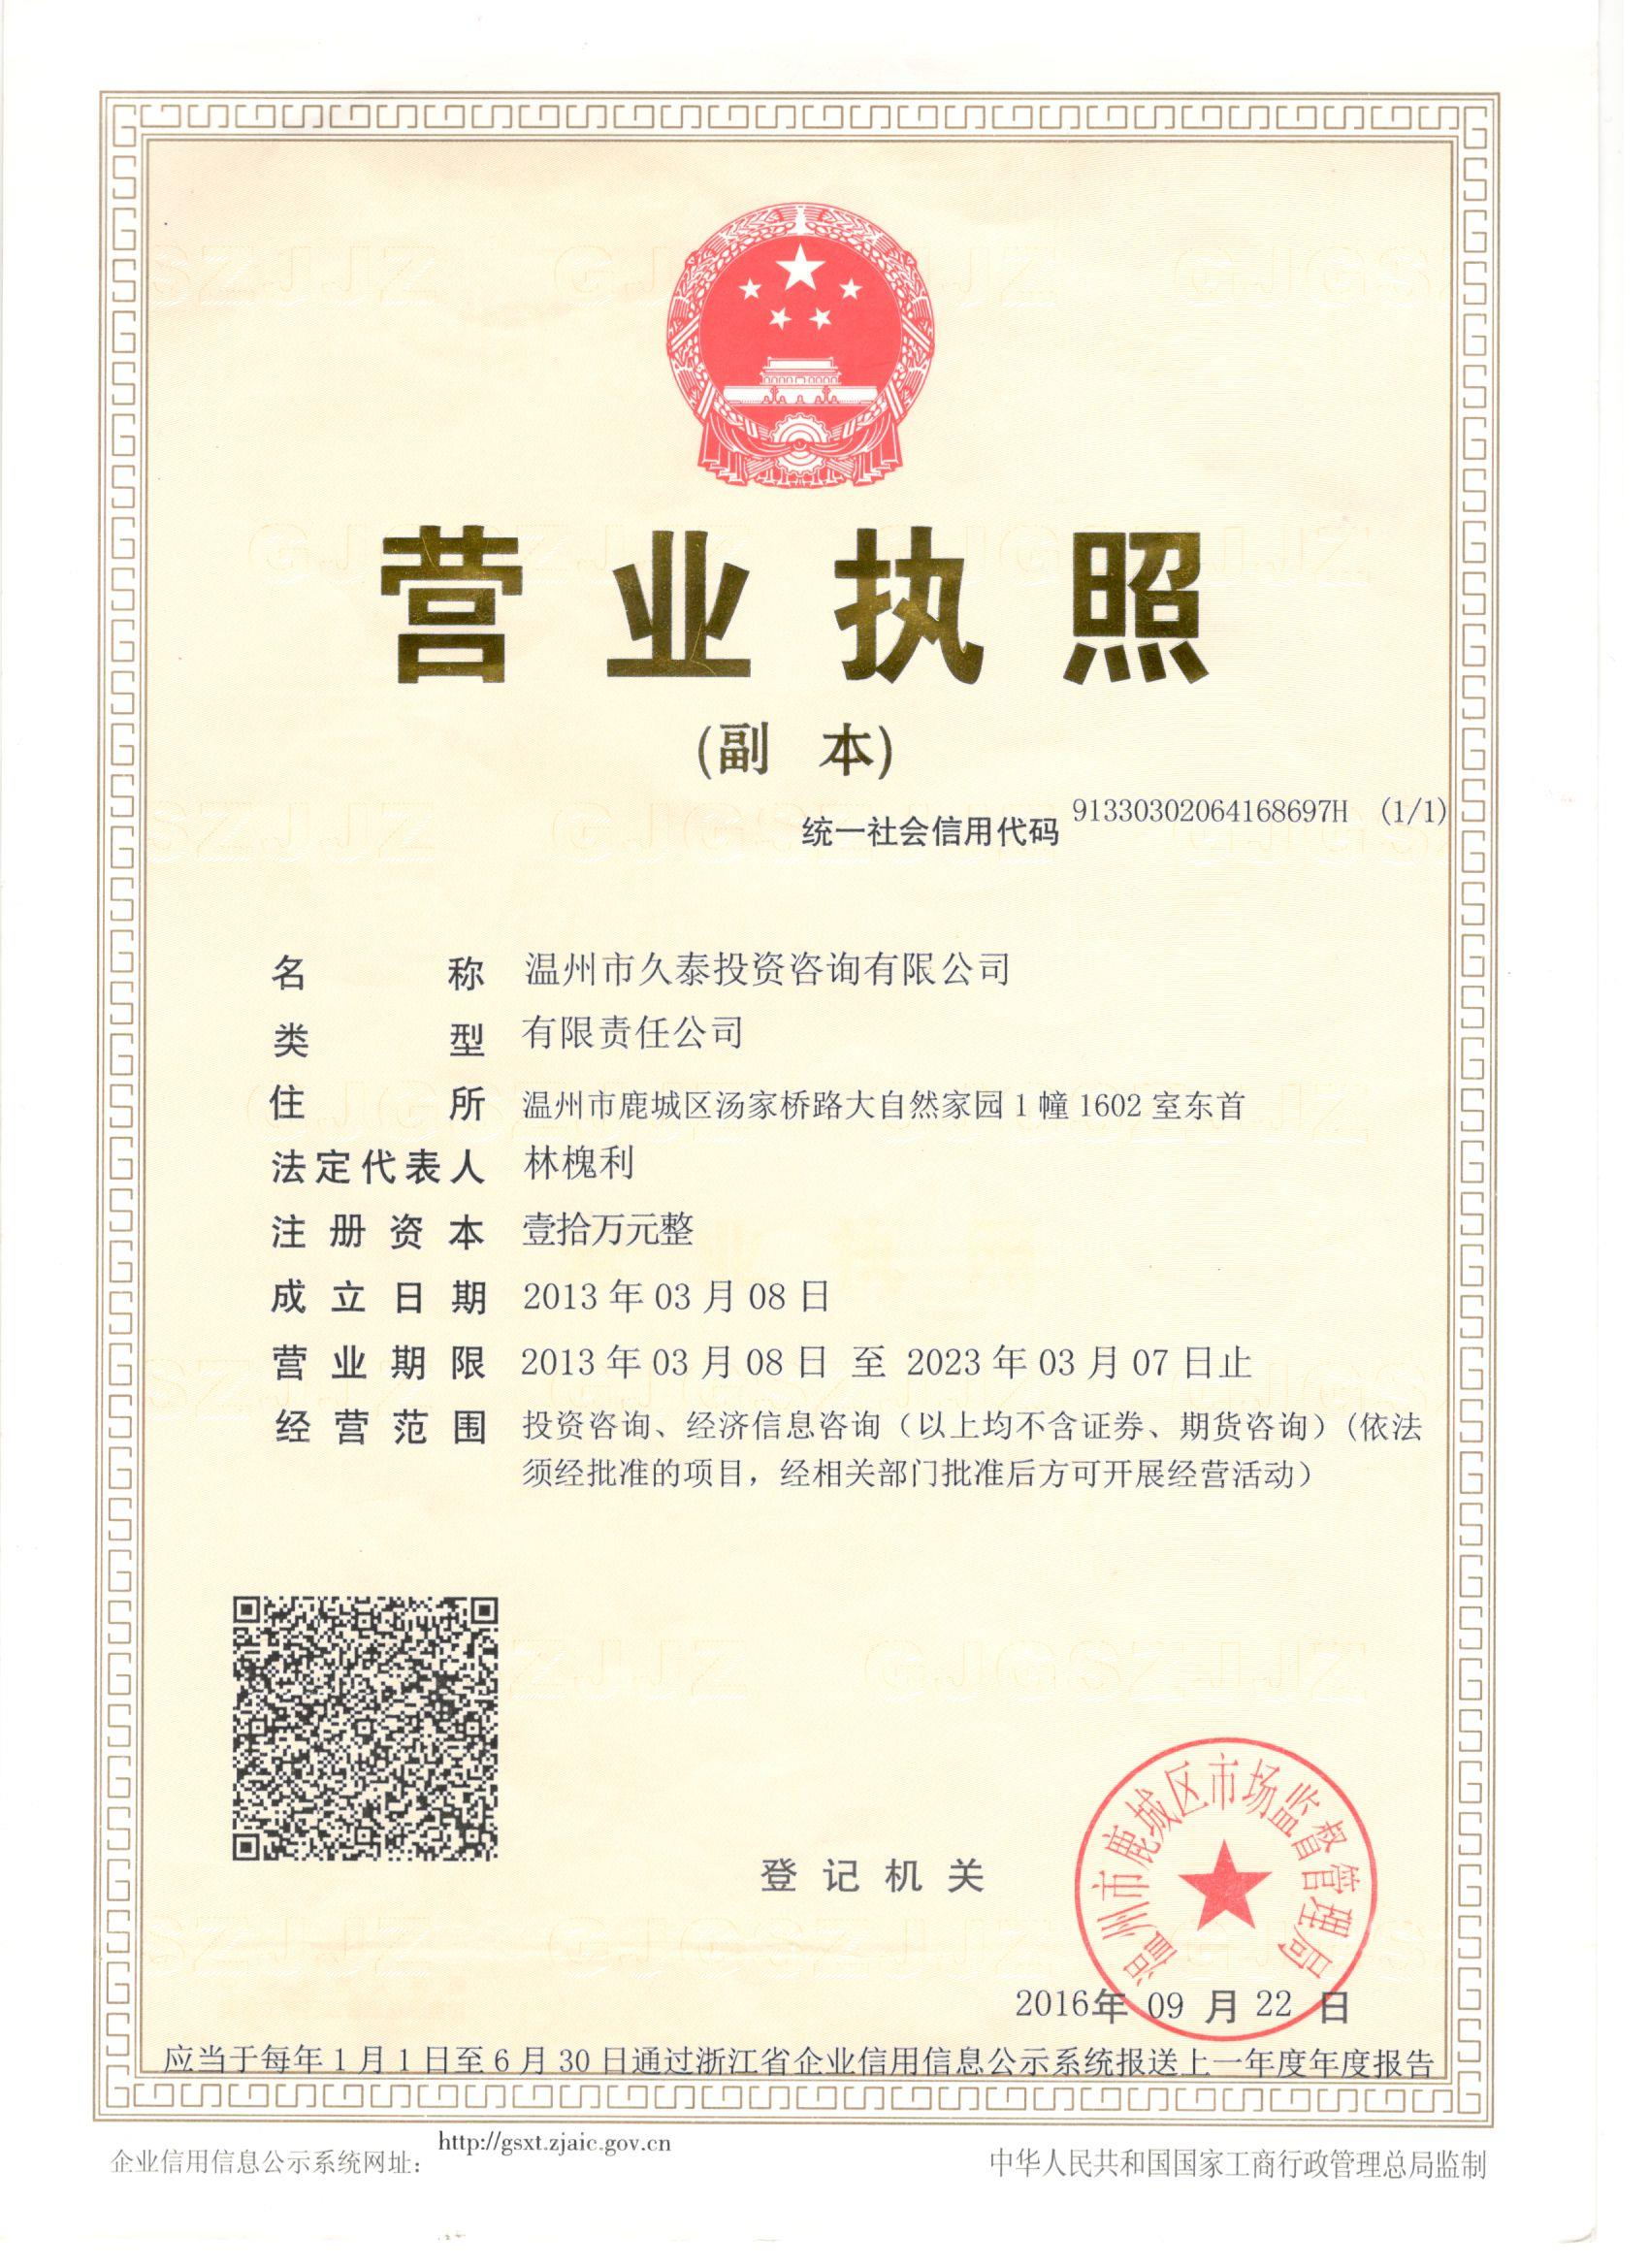 营业执照
(副 本)
统一社会信用代码 91330302064168697H (1/1)
名 称 温州市久泰投资咨询有限公司
类 型 有限责任公司
住 所 温州市鹿城区汤家桥路大自然家园1幢1602室东首
法定代表人 林槐利
注册资本 壹拾万元整
成立日期 2013年03月08日
营业期限 2013年03月08日 至 2023年03月07日止
经营范围 投资咨询、经济信息咨询（以上均不含证券、期货咨询）(依法
须经批准的项目，经相关部门批准后方可开展经营活动）
温州市鹿城区市场监督管理局
登记机关
2016年 09 月 22 日
应当于每年1月1日至6月30日通过浙江省企业信用信息公示系统报送上一年度年度报告
企业信用信息公示系统网址: http://gsxt.zjaic.gov.cn
中华人民共和国国家工商行政管理总局监制